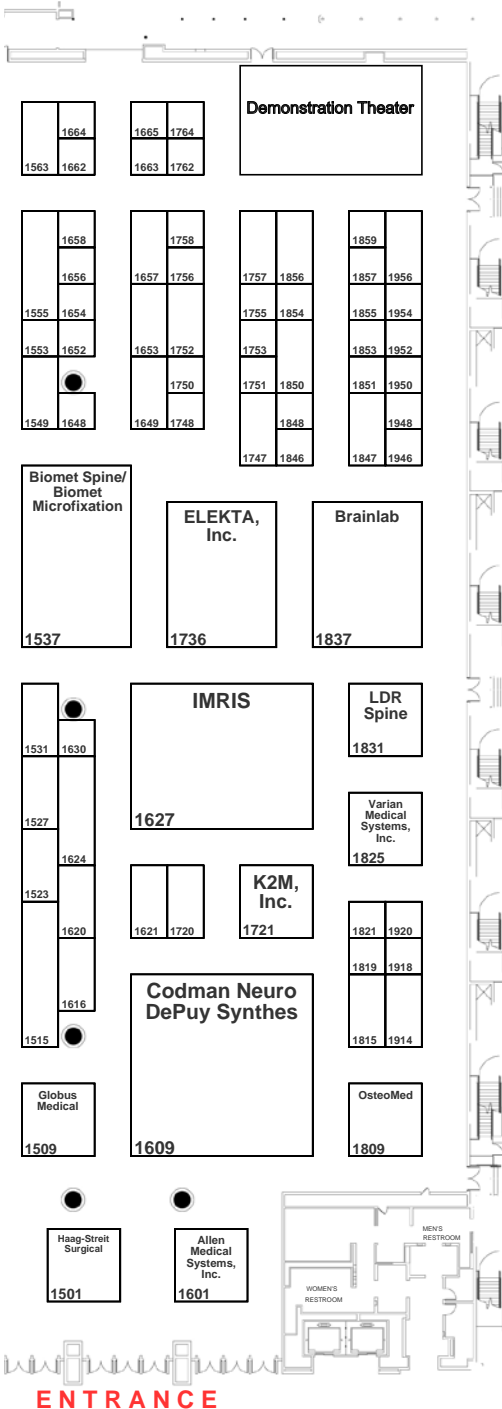 Demonstration Theater
1664
1665 1764
1563 1662
1663 1762
1658
1758
1859
1656
1657 1756
1757 1856
1857 1956
1555 1654
1755 1854
1855 1954
1553 1652
1653 1752
1753
1853 1952
1750
1751 1850
1851 1950
1549 1648
1649 1748
1848
1948
1747 1846
1847 1946
Biomet Spine/
Biomet
Microfixation
1537
ELEKTA,
Inc.
1736
Brainlab
1837
IMRIS
1627
LDR
Spine
1831
1531 1630
1527
Varian
Medical
Systems,
Inc.
1825
1624
1523
K2M,
Inc.
1721
1620
1621 1720
1821 1920
1819 1918
1616
1515
1815 1914
Codman Neuro
DePuy Synthes
1609
Globus
Medical
1509
OsteoMed
1809
Haag-Streit
Surgical
1501
Allen
Medical
Systems,
Inc.
1601
MEN'S
RESTROOM
WOMEN'S
RESTROOM
ENTRANCE